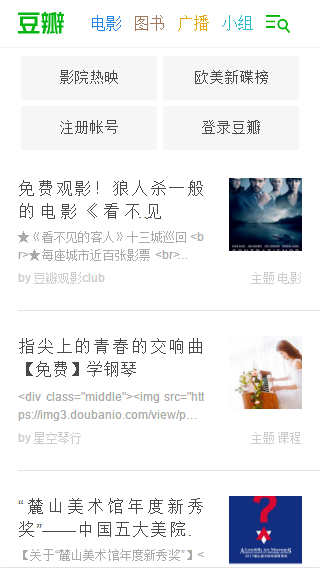 豆瓣 电影 图书 广播 小组
影院热映 欧美新碟榜
注册帐号 登录豆瓣
免费观影！狼人杀一般
的电影《看不见
★《看不见的客人》十三城巡回 <b
r>★每座城市近百张影票 <br>...
by 豆瓣观影club 主题 电影
指尖上的青春的交响曲
【免费】学钢琴
<div class="middle"><img src="htt
ps://img3.doubanio.com/view/p...
by 星空琴行 主题 课程
“麓山美术馆年度新秀
奖”——中国五大美院.
【关于“麓山美术馆年度新秀奖”】<